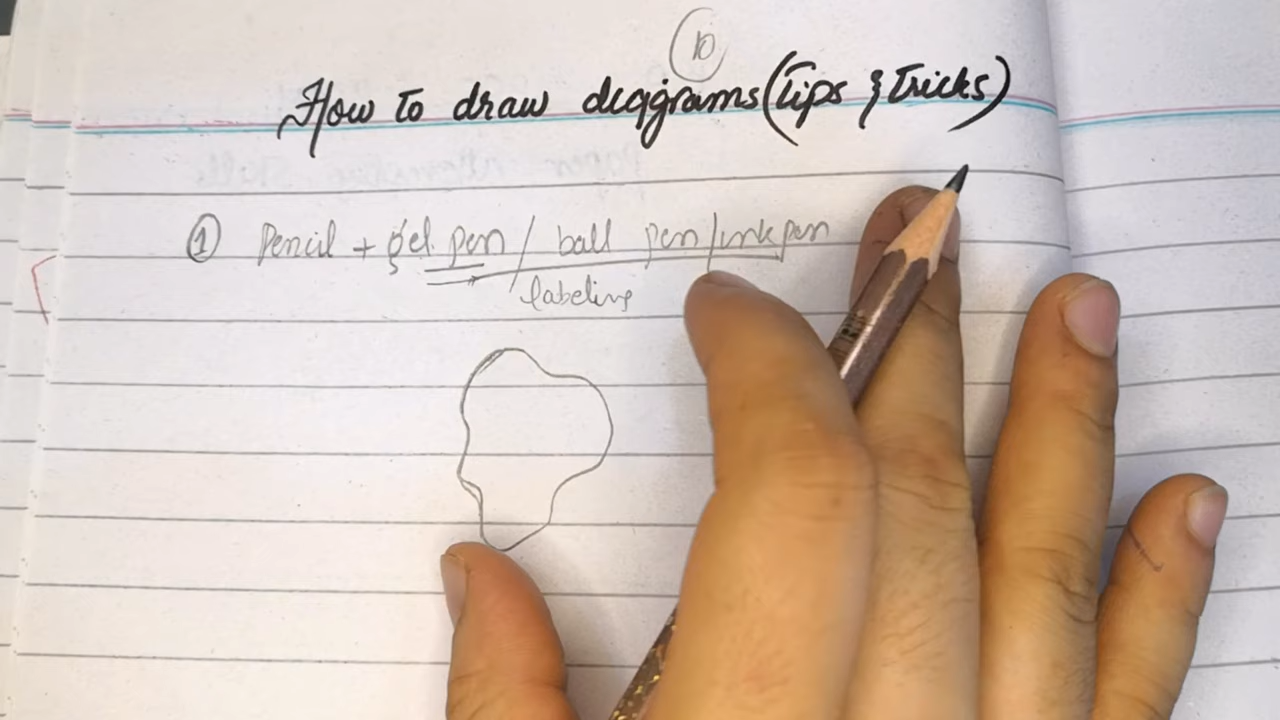 10
How To draw diagrams (Tips & Tricks)
1 Pencil + gel pen / ball pen / ink pen
labeling